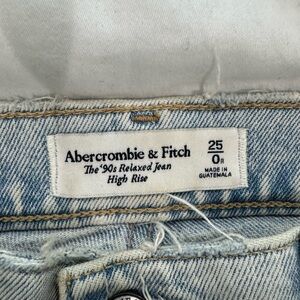 Abercrombie & Fitch
The '90s Relaxed Jean
High Rise
25
0R
MADE IN
GUATEMALA